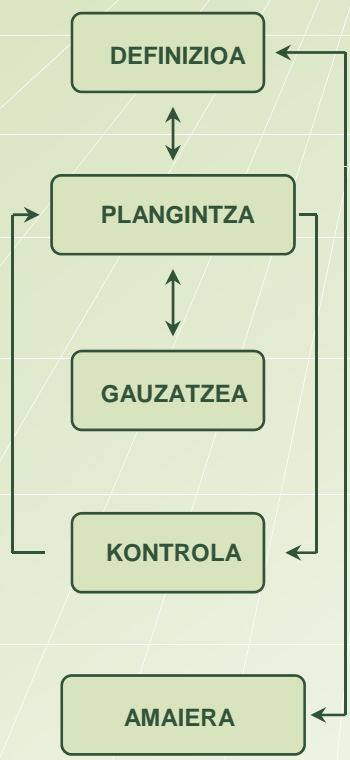 DEFINIZIOA
PLANGINTZA
GAUZATZEA
KONTROLA
AMAIERA